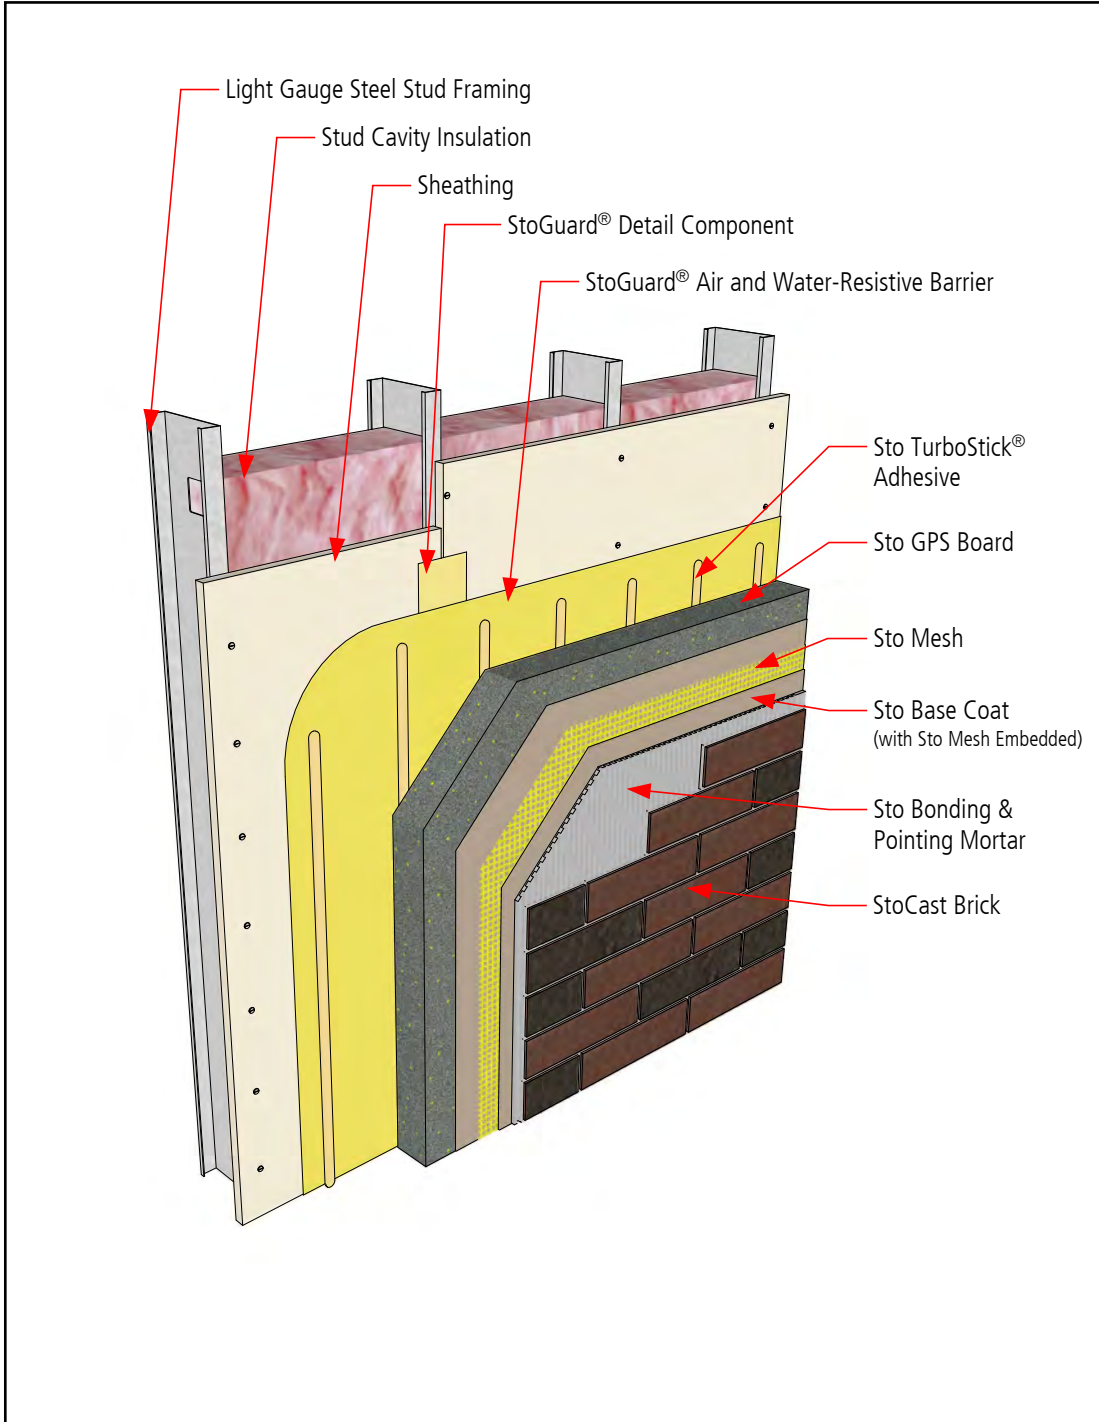 Light Gauge Steel Stud Framing
Stud Cavity Insulation
Sheathing
StoGuard® Detail Component
StoGuard® Air and Water-Resistive Barrier
Sto TurboStick®
Adhesive
Sto GPS Board
Sto Mesh
Sto Base Coat
(with Sto Mesh Embedded)
Sto Bonding &
Pointing Mortar
StoCast Brick